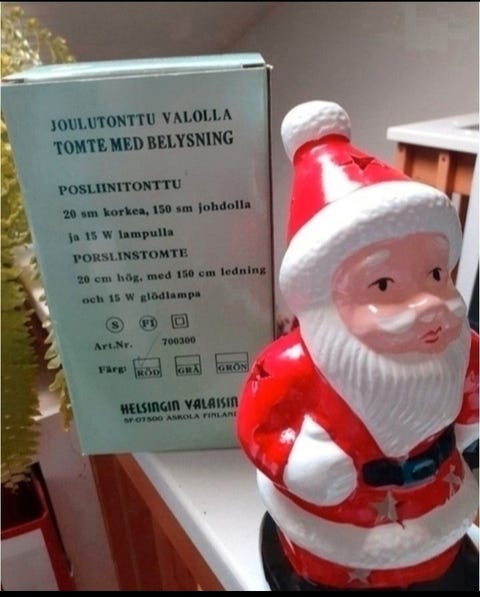 JOULUTONTTU VALOLLA
TOMTE MED BELYSNING
POSLIINITONTTU
20 sm korkea, 150 sm johdolla
ja 15 W lampulla
PORSLINSTOMTE
20 cm hög, med 150 cm ledning
och 15 W glödlampa
S FI
Art.Nr. 700300
Färg: RÖD GRÅ GRÖN
HELSINGIN VALAISIN
SF-07500 ASKOLA FINLAND